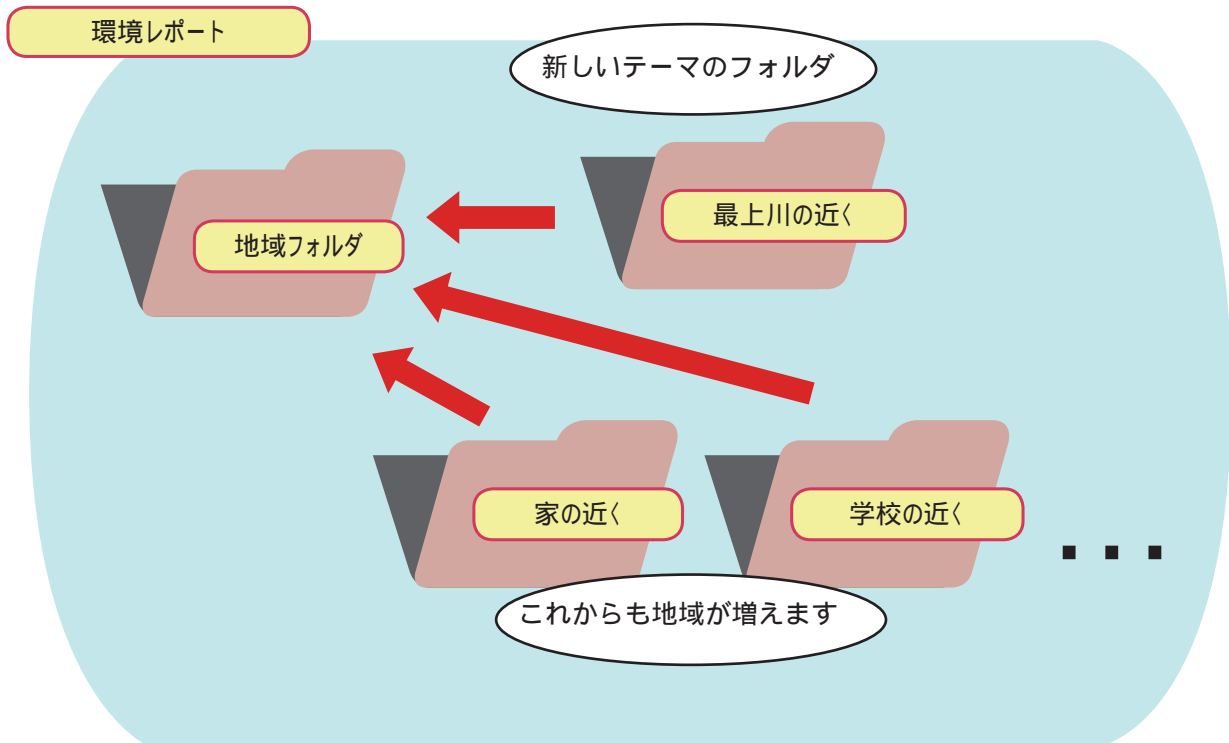 環境レポート
新しいテーマのフォルダ
最上川の近く
地域フォルダ
家の近く
学校の近く
・・・
これからも地域が増えます